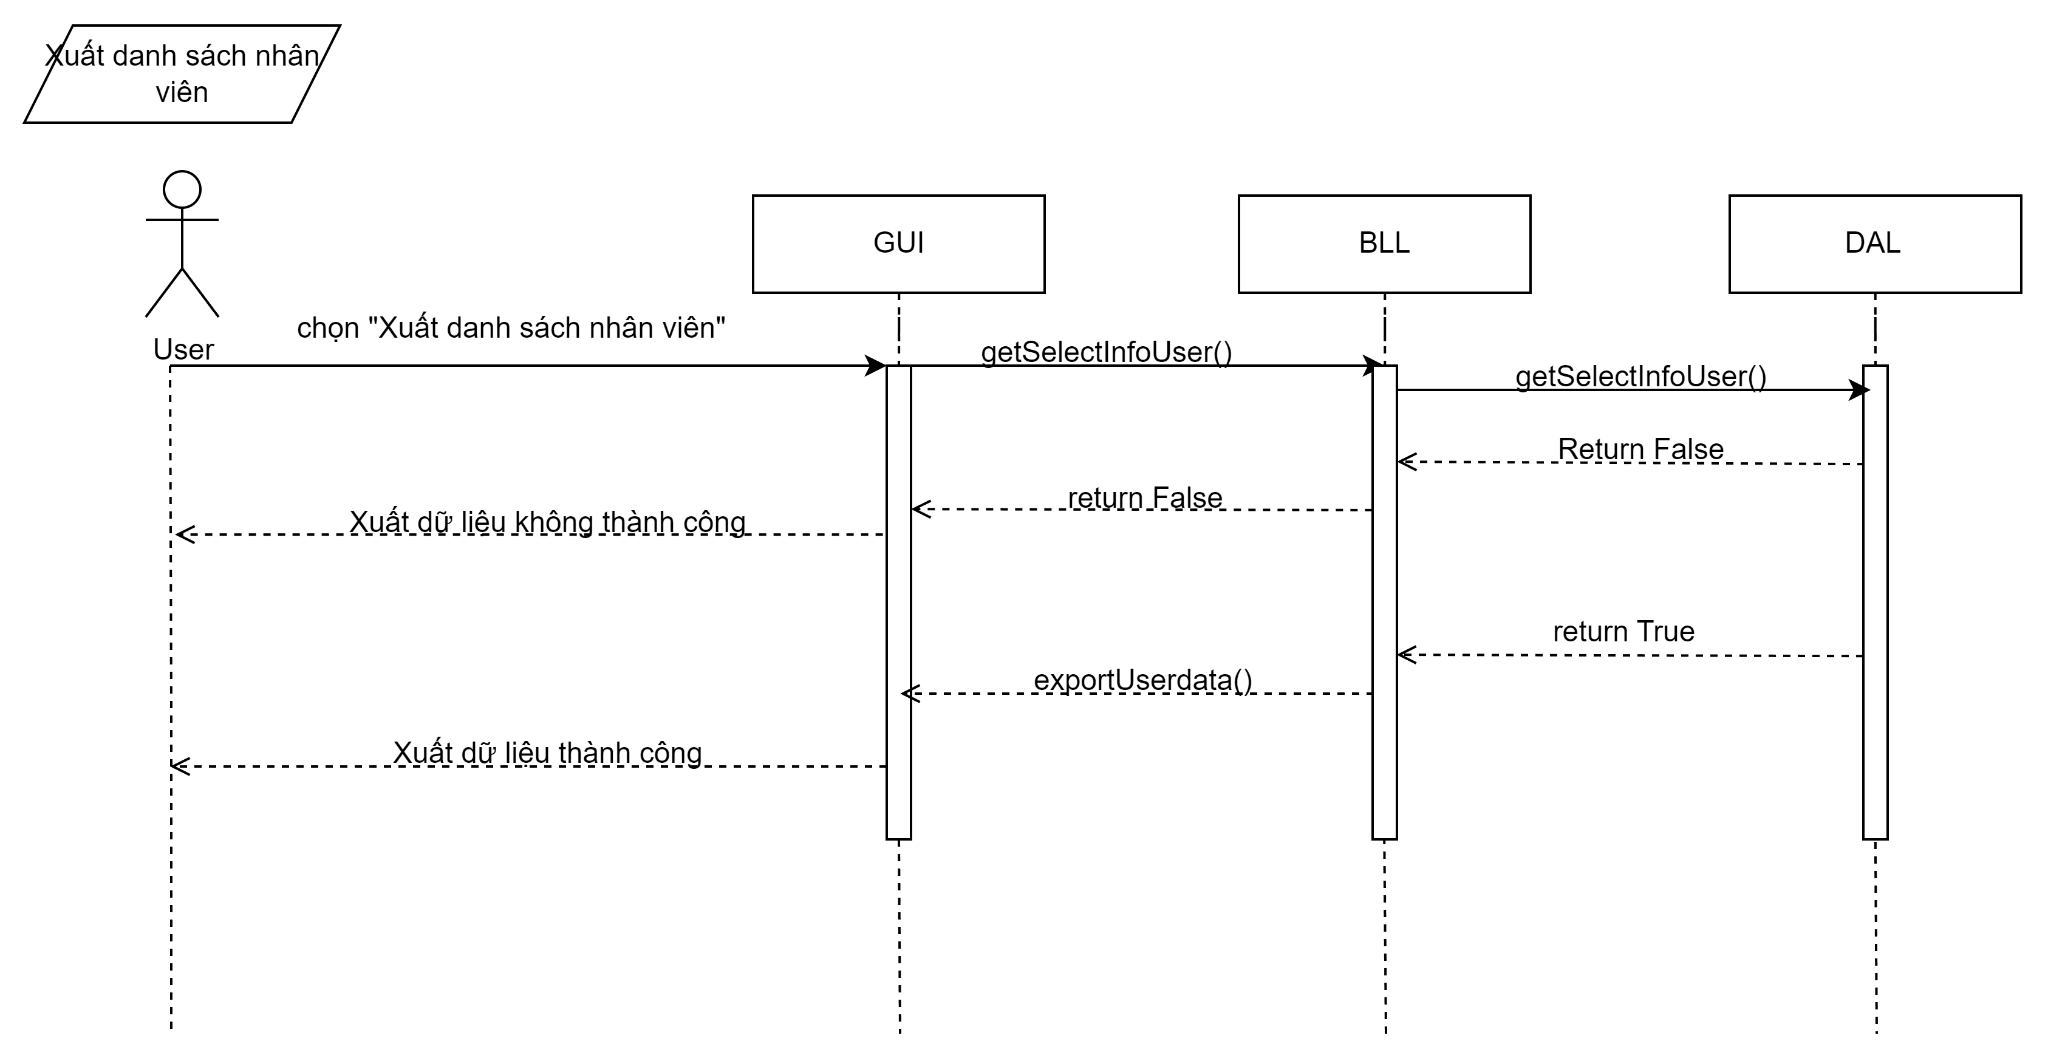 Xuất danh sách nhân
viên
GUI
BLL
DAL
User
chọn "Xuất danh sách nhân viên"
getSelectInfoUser()
getSelectInfoUser()
Return False
return False
Xuất dữ liệu không thành công
return True
exportUserdata()
Xuất dữ liệu thành công